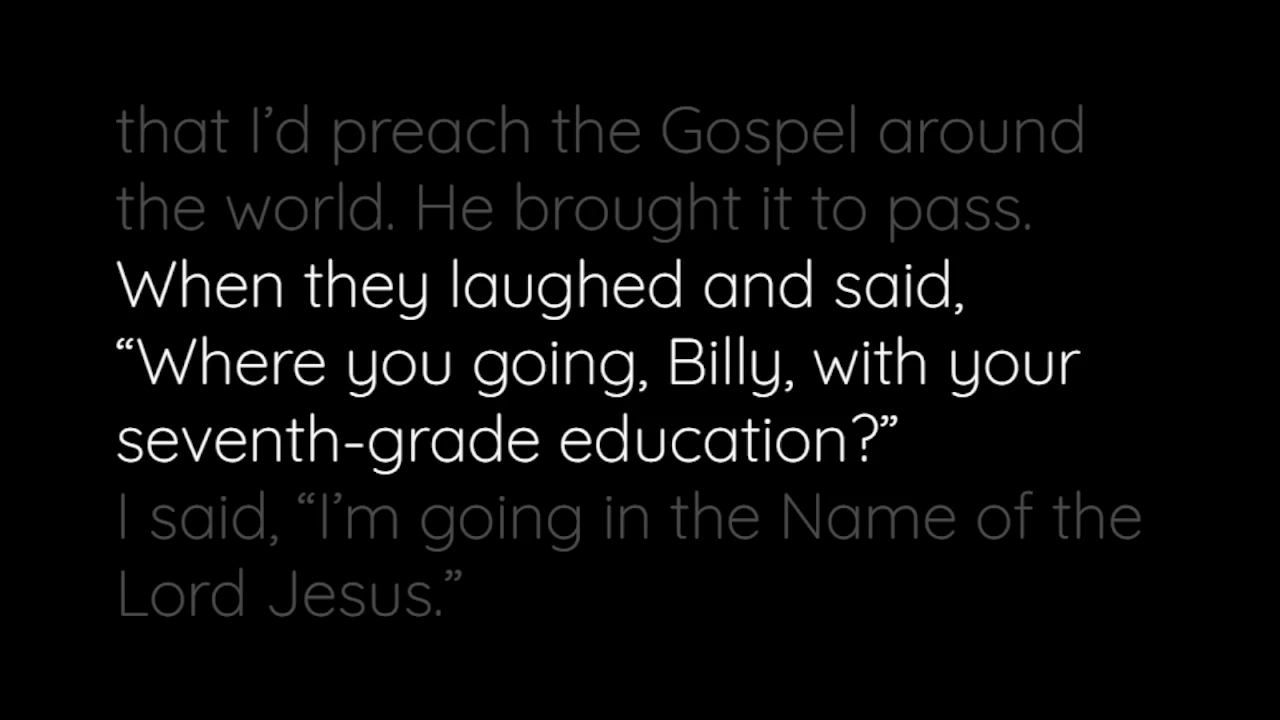 that I’d preach the Gospel around
the world. He brought it to pass.
When they laughed and said,
“Where you going, Billy, with your
seventh-grade education?”
I said, “I’m going in the Name of the
Lord Jesus.”